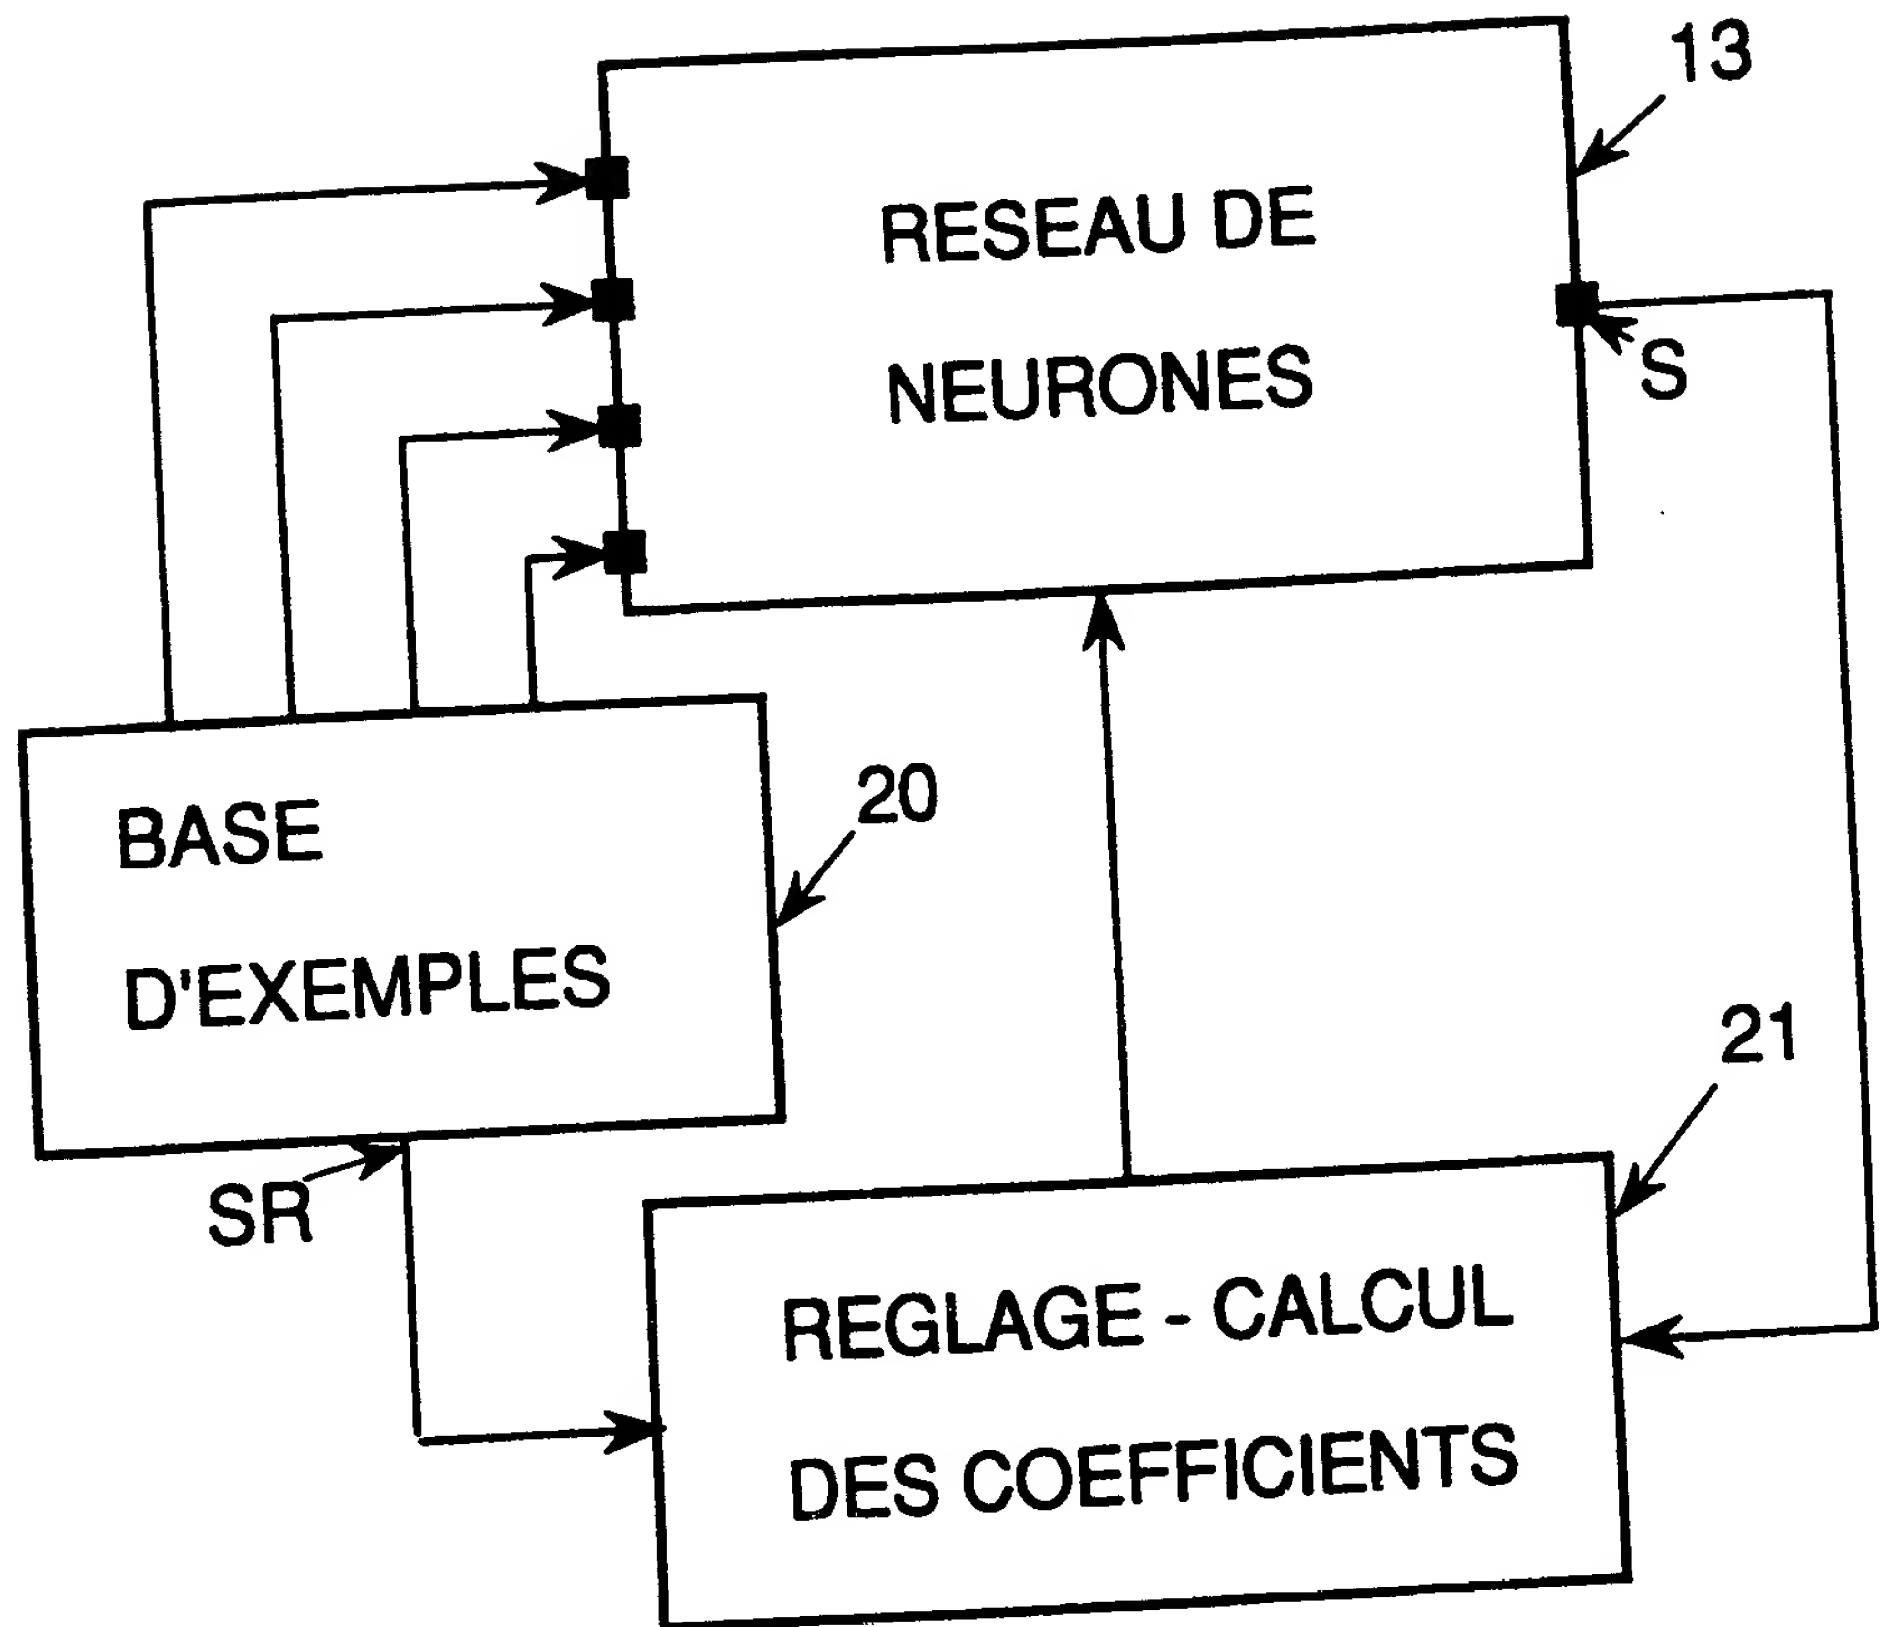 13
RESEAU DE
NEURONES
S
BASE
D'EXEMPLES
20
SR
21
REGLAGE - CALCUL
DES COEFFICIENTS